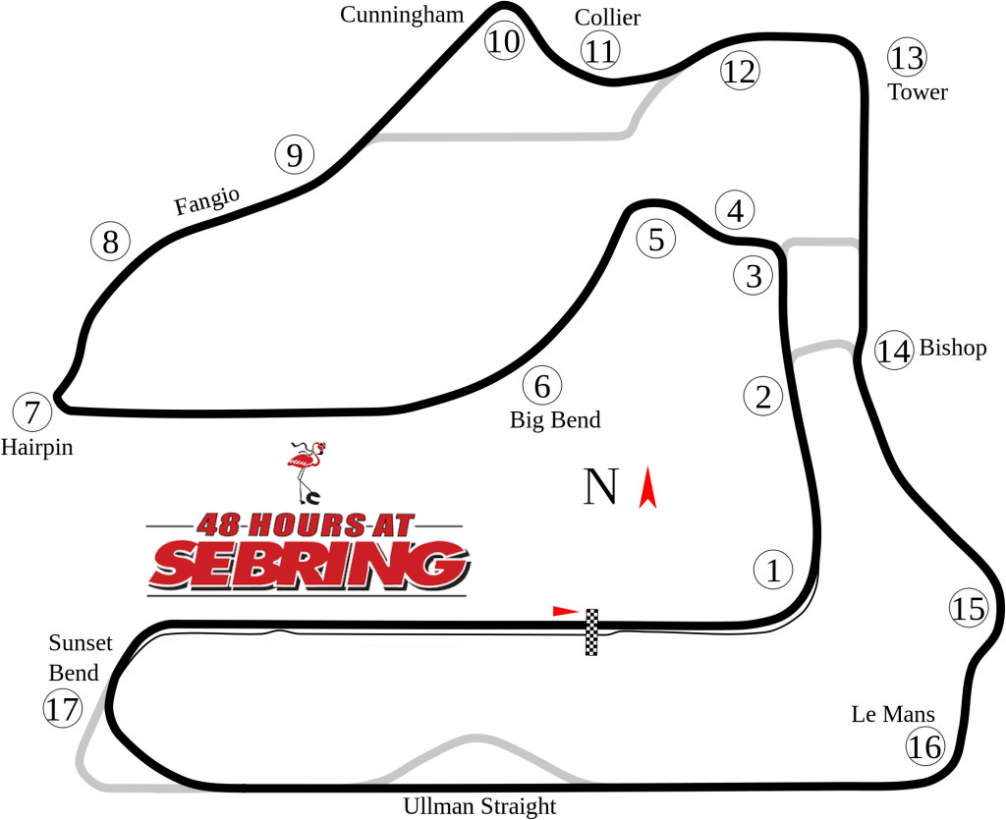 Cunningham
10
Collier
11
12
13
Tower
9
Fangio
8
4
5
3
14 Bishop
2
6
Big Bend
7
Hairpin
N
48 HOURS AT
SEBRING
1
15
Sunset
Bend
17
Le Mans
16
Ullman Straight